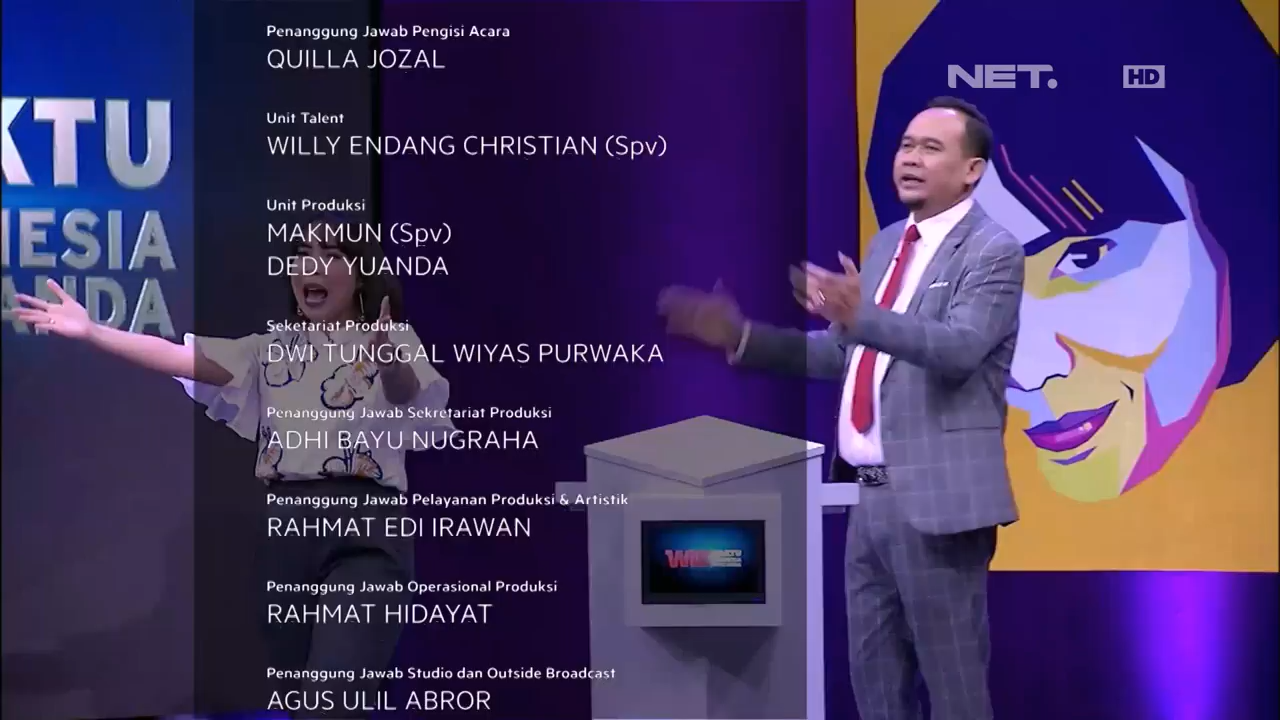 NET.
HD
KTU
NESIA
ANDA
Penanggung Jawab Pengisi Acara
QUILLA JOZAL
Unit Talent
WILLY ENDANG CHRISTIAN (Spv)
Unit Produksi
MAKMUN (Spv)
DEDY YUANDA
Seketariat Produksi
DWI TUNGGAL WIYAS PURWAKA
Penanggung Jawab Sekretariat Produksi
ADHI BAYU NUGRAHA
Penanggung Jawab Pelayanan Produksi & Artistik
RAHMAT EDI IRAWAN
Penanggung Jawab Operasional Produksi
RAHMAT HIDAYAT
Penanggung Jawab Studio dan Outside Broadcast
AGUS ULIL ABROR